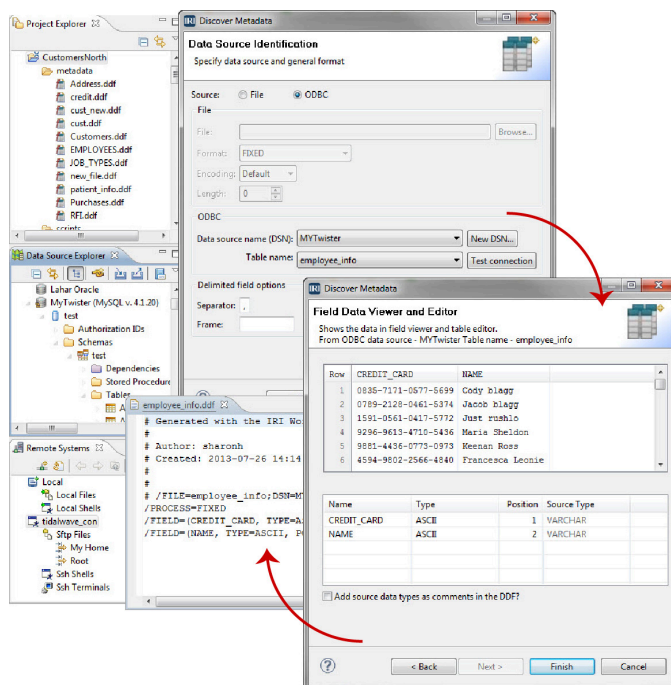 Project Explorer
CustomersNorth
metadata
Address.ddf
credit.ddf
cust_new.ddf
cust.ddf
Customers.ddf
EMPLOYEES.ddf
JOB_TYPES.ddf
new_file.ddf
patient_info.ddf
Purchases.ddf
RFI.ddf
scripts
Data Source Explorer
Lahar Oracle
MyTwister (MySQL v. 4.1.20)
test
Authorization IDs
Schemas
test
Dependencies
Stored Procedure
Tables
Remote Systems
Local
Local Files
Local Shells
tidalwave_con
Sftp Files
My Home
Root
Ssh Shells
Ssh Terminals
IRI Discover Metadata
Data Source Identification
Specify data source and general format
Source: File ODBC
File
File: Browse...
Format: FIXED
Encoding: Default
Length: 0
ODBC
Data source name (DSN): MYTwister New DSN...
Table name: employee_info Test connection
Delimited field options
Separator: ,
Frame:
employee_info.ddf
# Generated with the IRI Wo
#
# Author: sharonh
# Created: 2013-07-26 14:14
#
#
# /FILE=employee_info;DSN=M
/PROCESS=FIXED
/FIELD=(CREDIT_CARD, TYPE=A
/FIELD=(NAME, TYPE=ASCII, P
IRI Discover Metadata
Field Data Viewer and Editor
Shows the data in field viewer and table editor.
From ODBC data source - MYTwister Table name - employee_info
Row CREDIT_CARD NAME
1 0835-7171-0577-5699 Cody blagg
2 0789-2128-0461-5374 Jacob blagg
3 1591-0561-0417-5772 Just rushlo
4 9296-9613-4710-5436 Maria Sheldon
5 9881-4436-0773-0973 Keenan Ross
6 4594-9802-2566-4840 Francesca Leonie
Name Type Position Source Type
CREDIT_CARD ASCII 1 VARCHAR
NAME ASCII 2 VARCHAR
Add source data types as comments in the DDF?
< Back Next > Finish Cancel